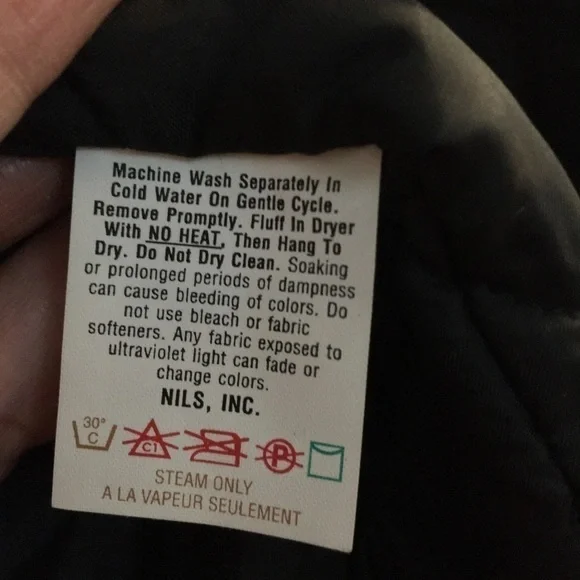 Machine Wash Separately In
Cold Water On Gentle Cycle.
Remove Promptly. Fluff In Dryer
With NO HEAT, Then Hang To
Dry. Do Not Dry Clean. Soaking
or prolonged periods of dampness
can cause bleeding of colors. Do
not use bleach or fabric
softeners. Any fabric exposed to
ultraviolet light can fade or
change colors.
NILS, INC.
30°
C
C1
P
STEAM ONLY
A LA VAPEUR SEULEMENT